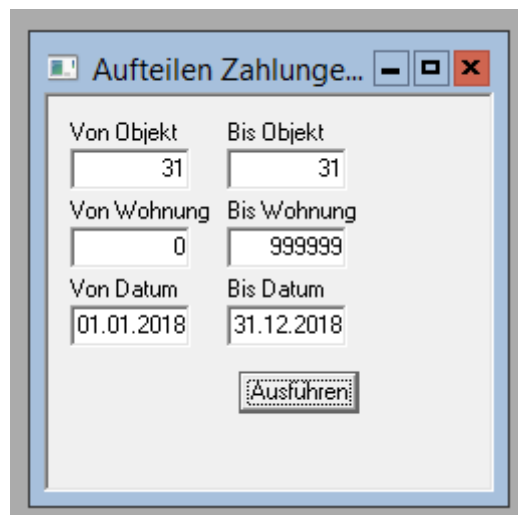 Aufteilen Zahlunge...
Von Objekt Bis Objekt
31 31
Von Wohnung Bis Wohnung
0 999999
Von Datum Bis Datum
01.01.2018 31.12.2018
Ausführen